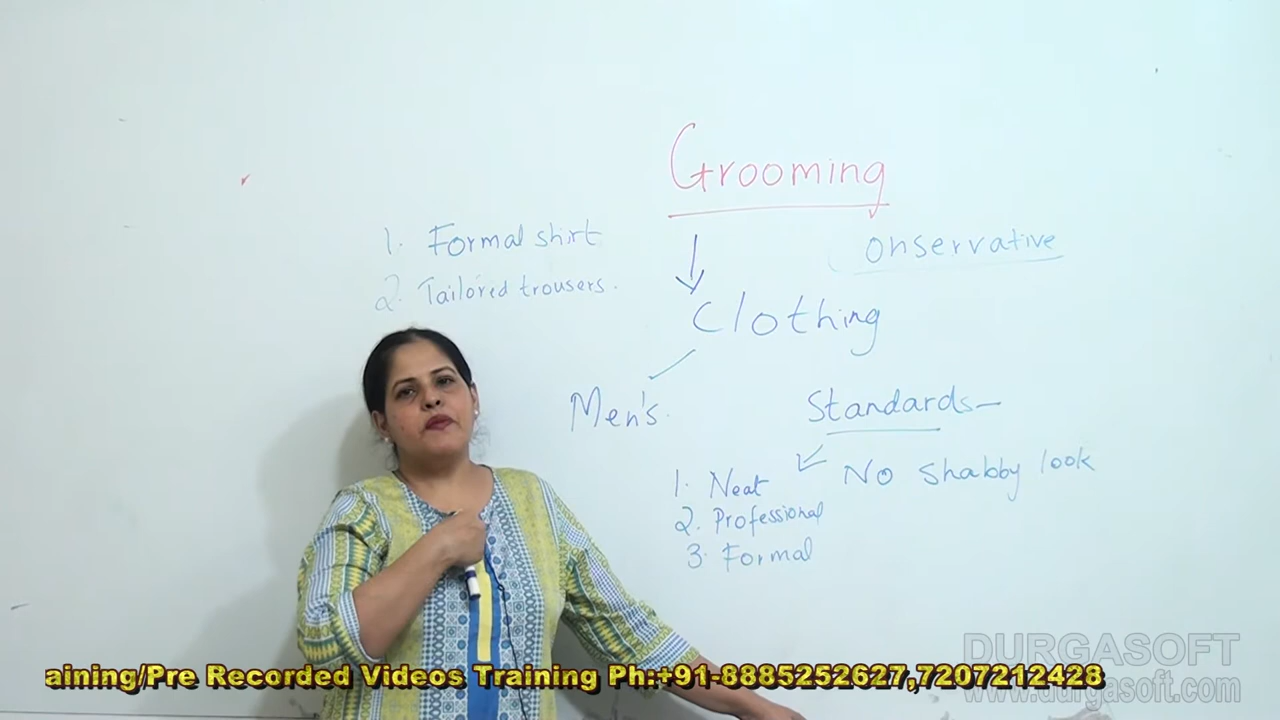 Grooming
1. Formal shirt
onservative
2. Tailored trousers.
Clothing
Men's.
Standards-
1. Neat
No shabby look
2. Professional
3. Formal
DURGASOFT
aining/Pre Recorded Videos Training Ph:+91-8885252627,7207212428
www.durgasoft.com